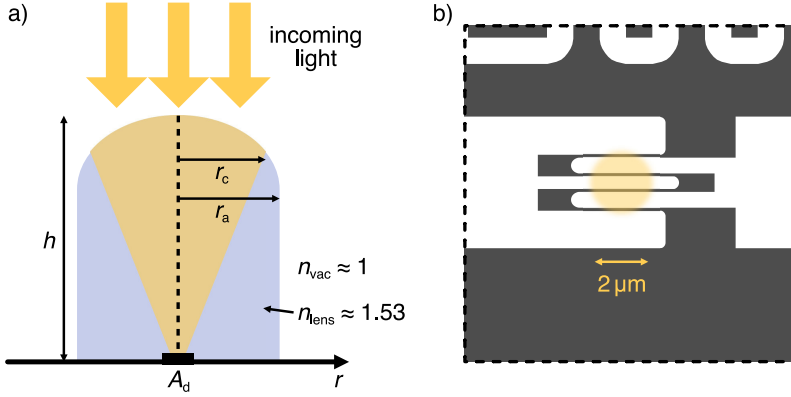 a)
incoming
light
r_c
r_a
h
n_vac ≈ 1
n_lens ≈ 1.53
A_d
r
b)
2 μm